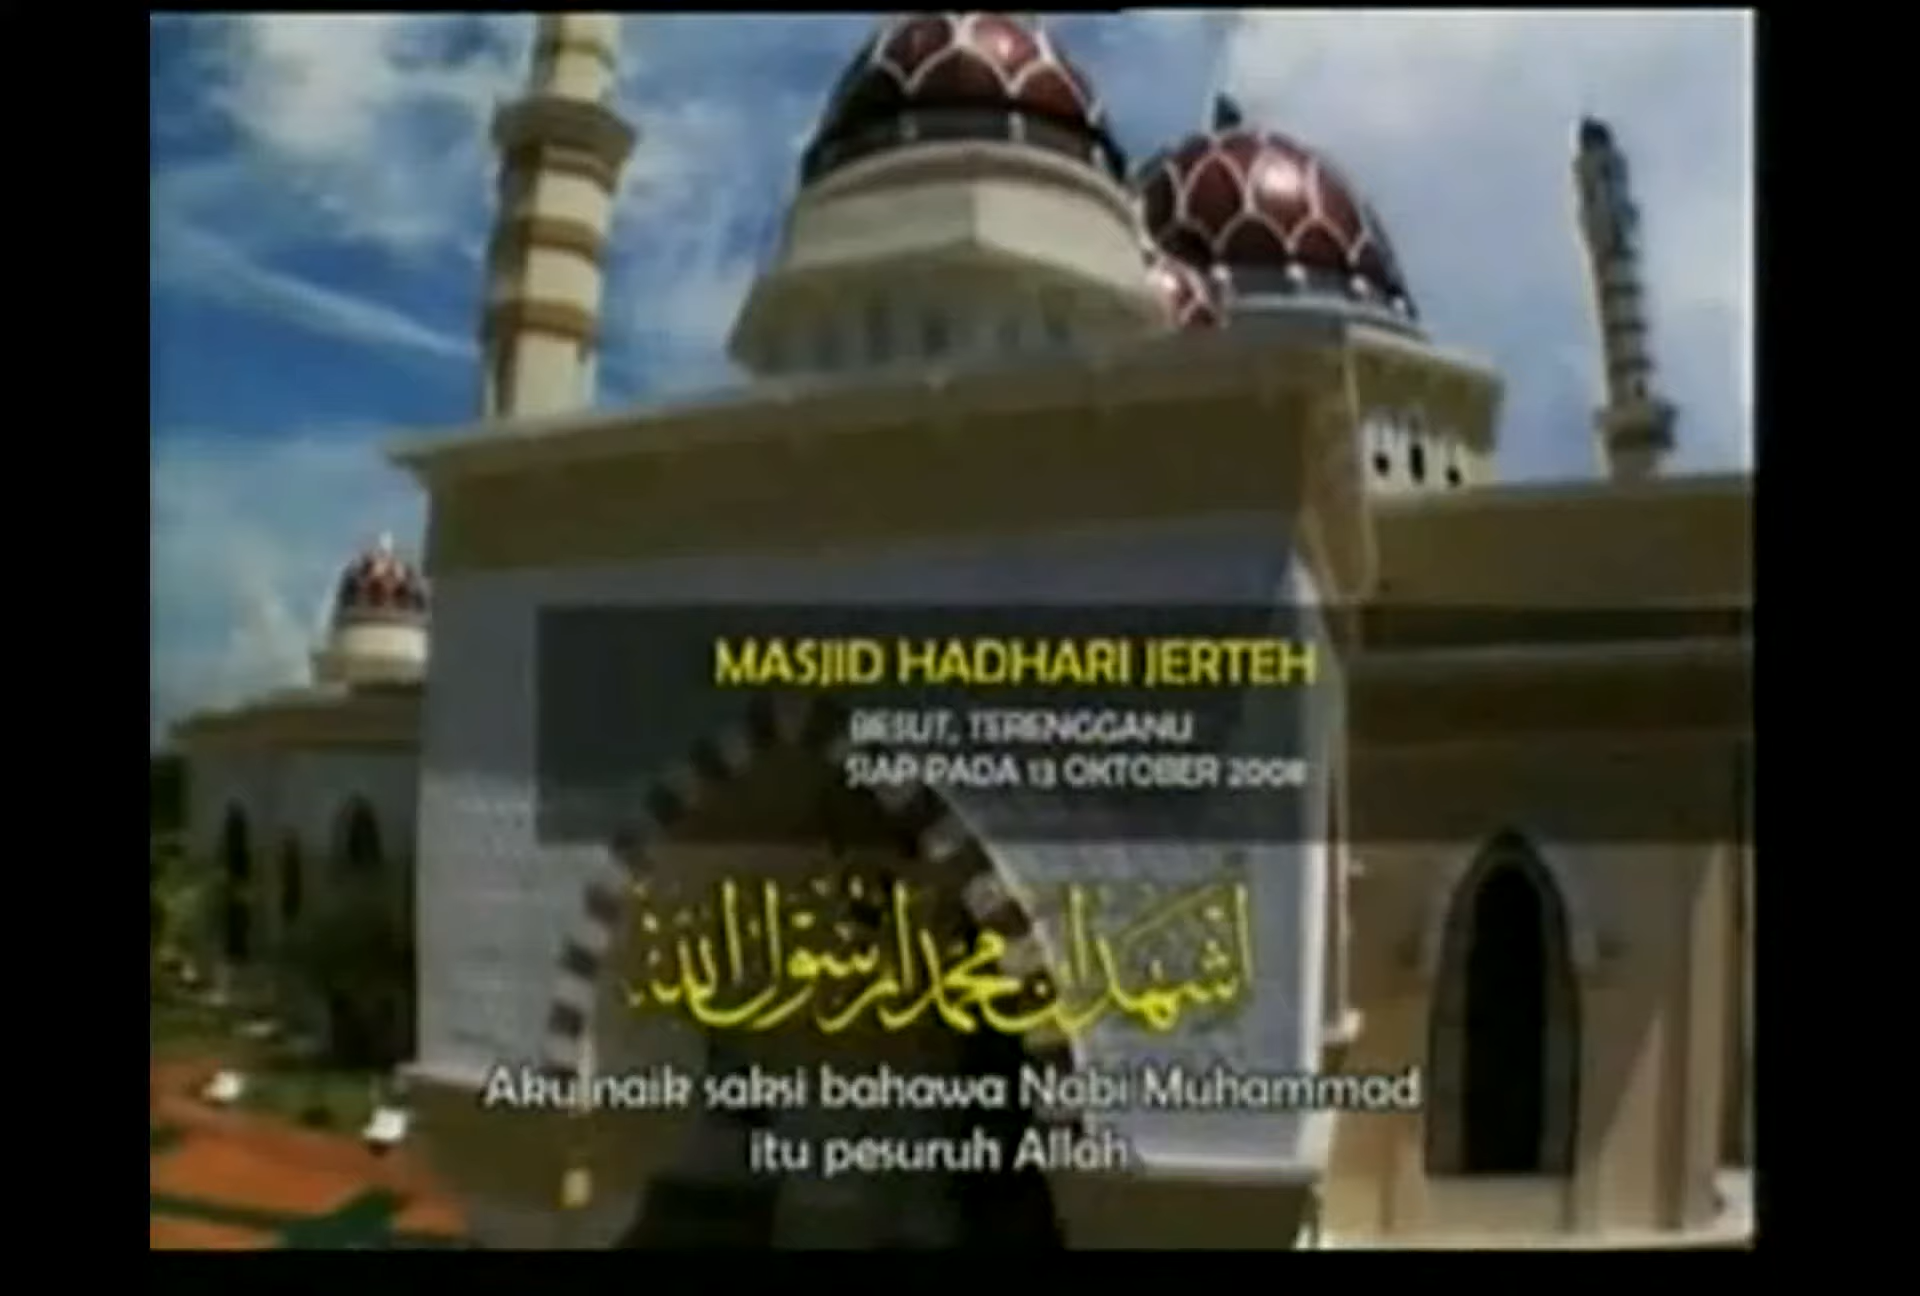 MASJID HADHARI JERTEH
BESUT, TERENGGANU
SIAP PADA 13 OKTOBER 2008
اشهد ان محمدا رسول الله
Aku naik saksi bahawa Nabi Muhammad
itu pesuruh Allah